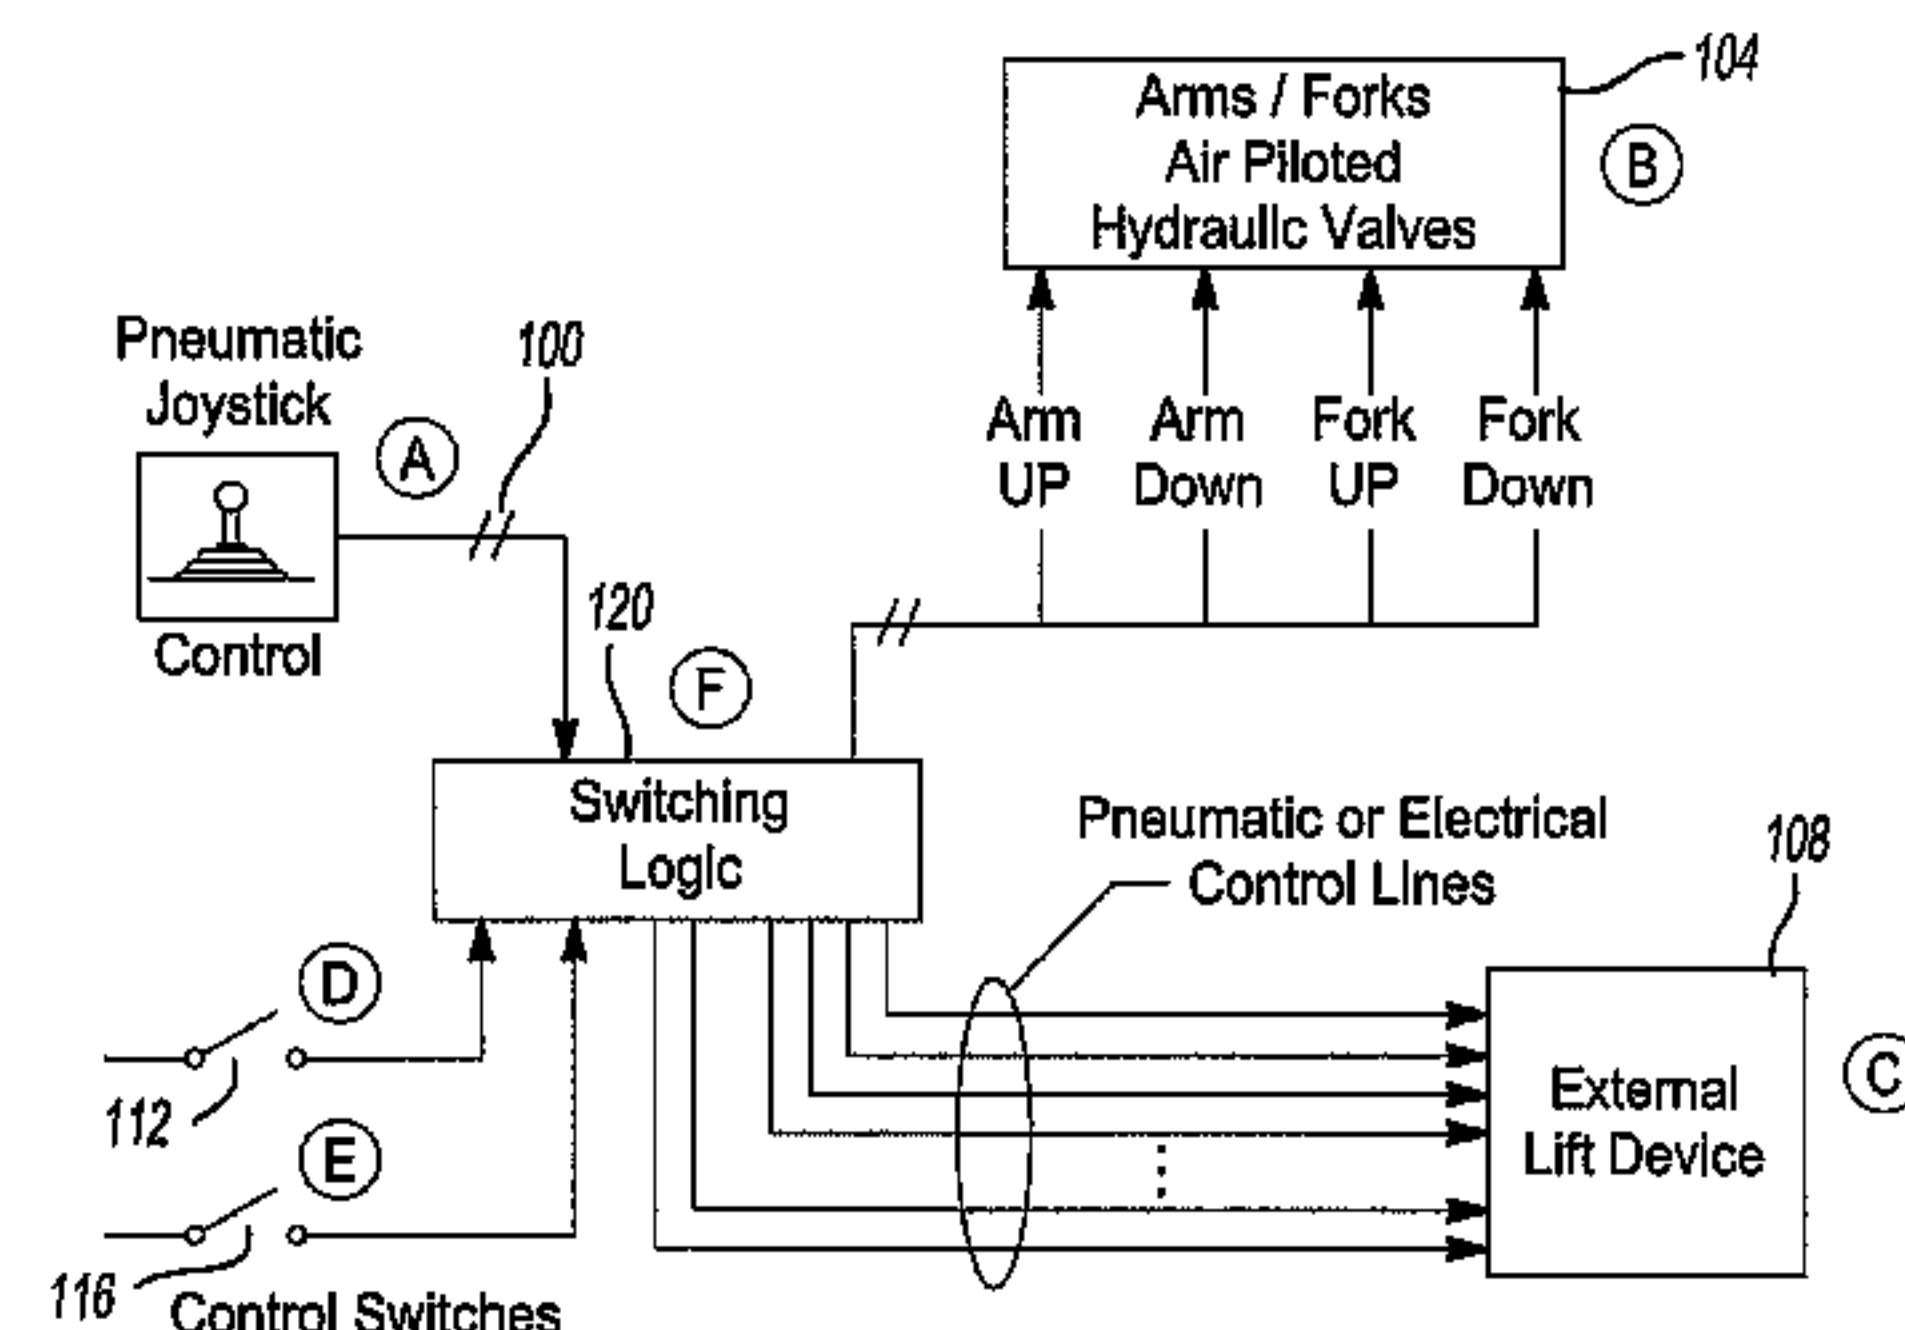 104
Arms / Forks
Air Piloted
Hydraulic Valves
B
Pneumatic
Joystick
A
100
Control
Arm
UP
Arm
Down
Fork
UP
Fork
Down
120
F
Switching
Logic
Pneumatic or Electrical
Control Lines
108
D
112
E
116
Control Switches
External
Lift Device
C